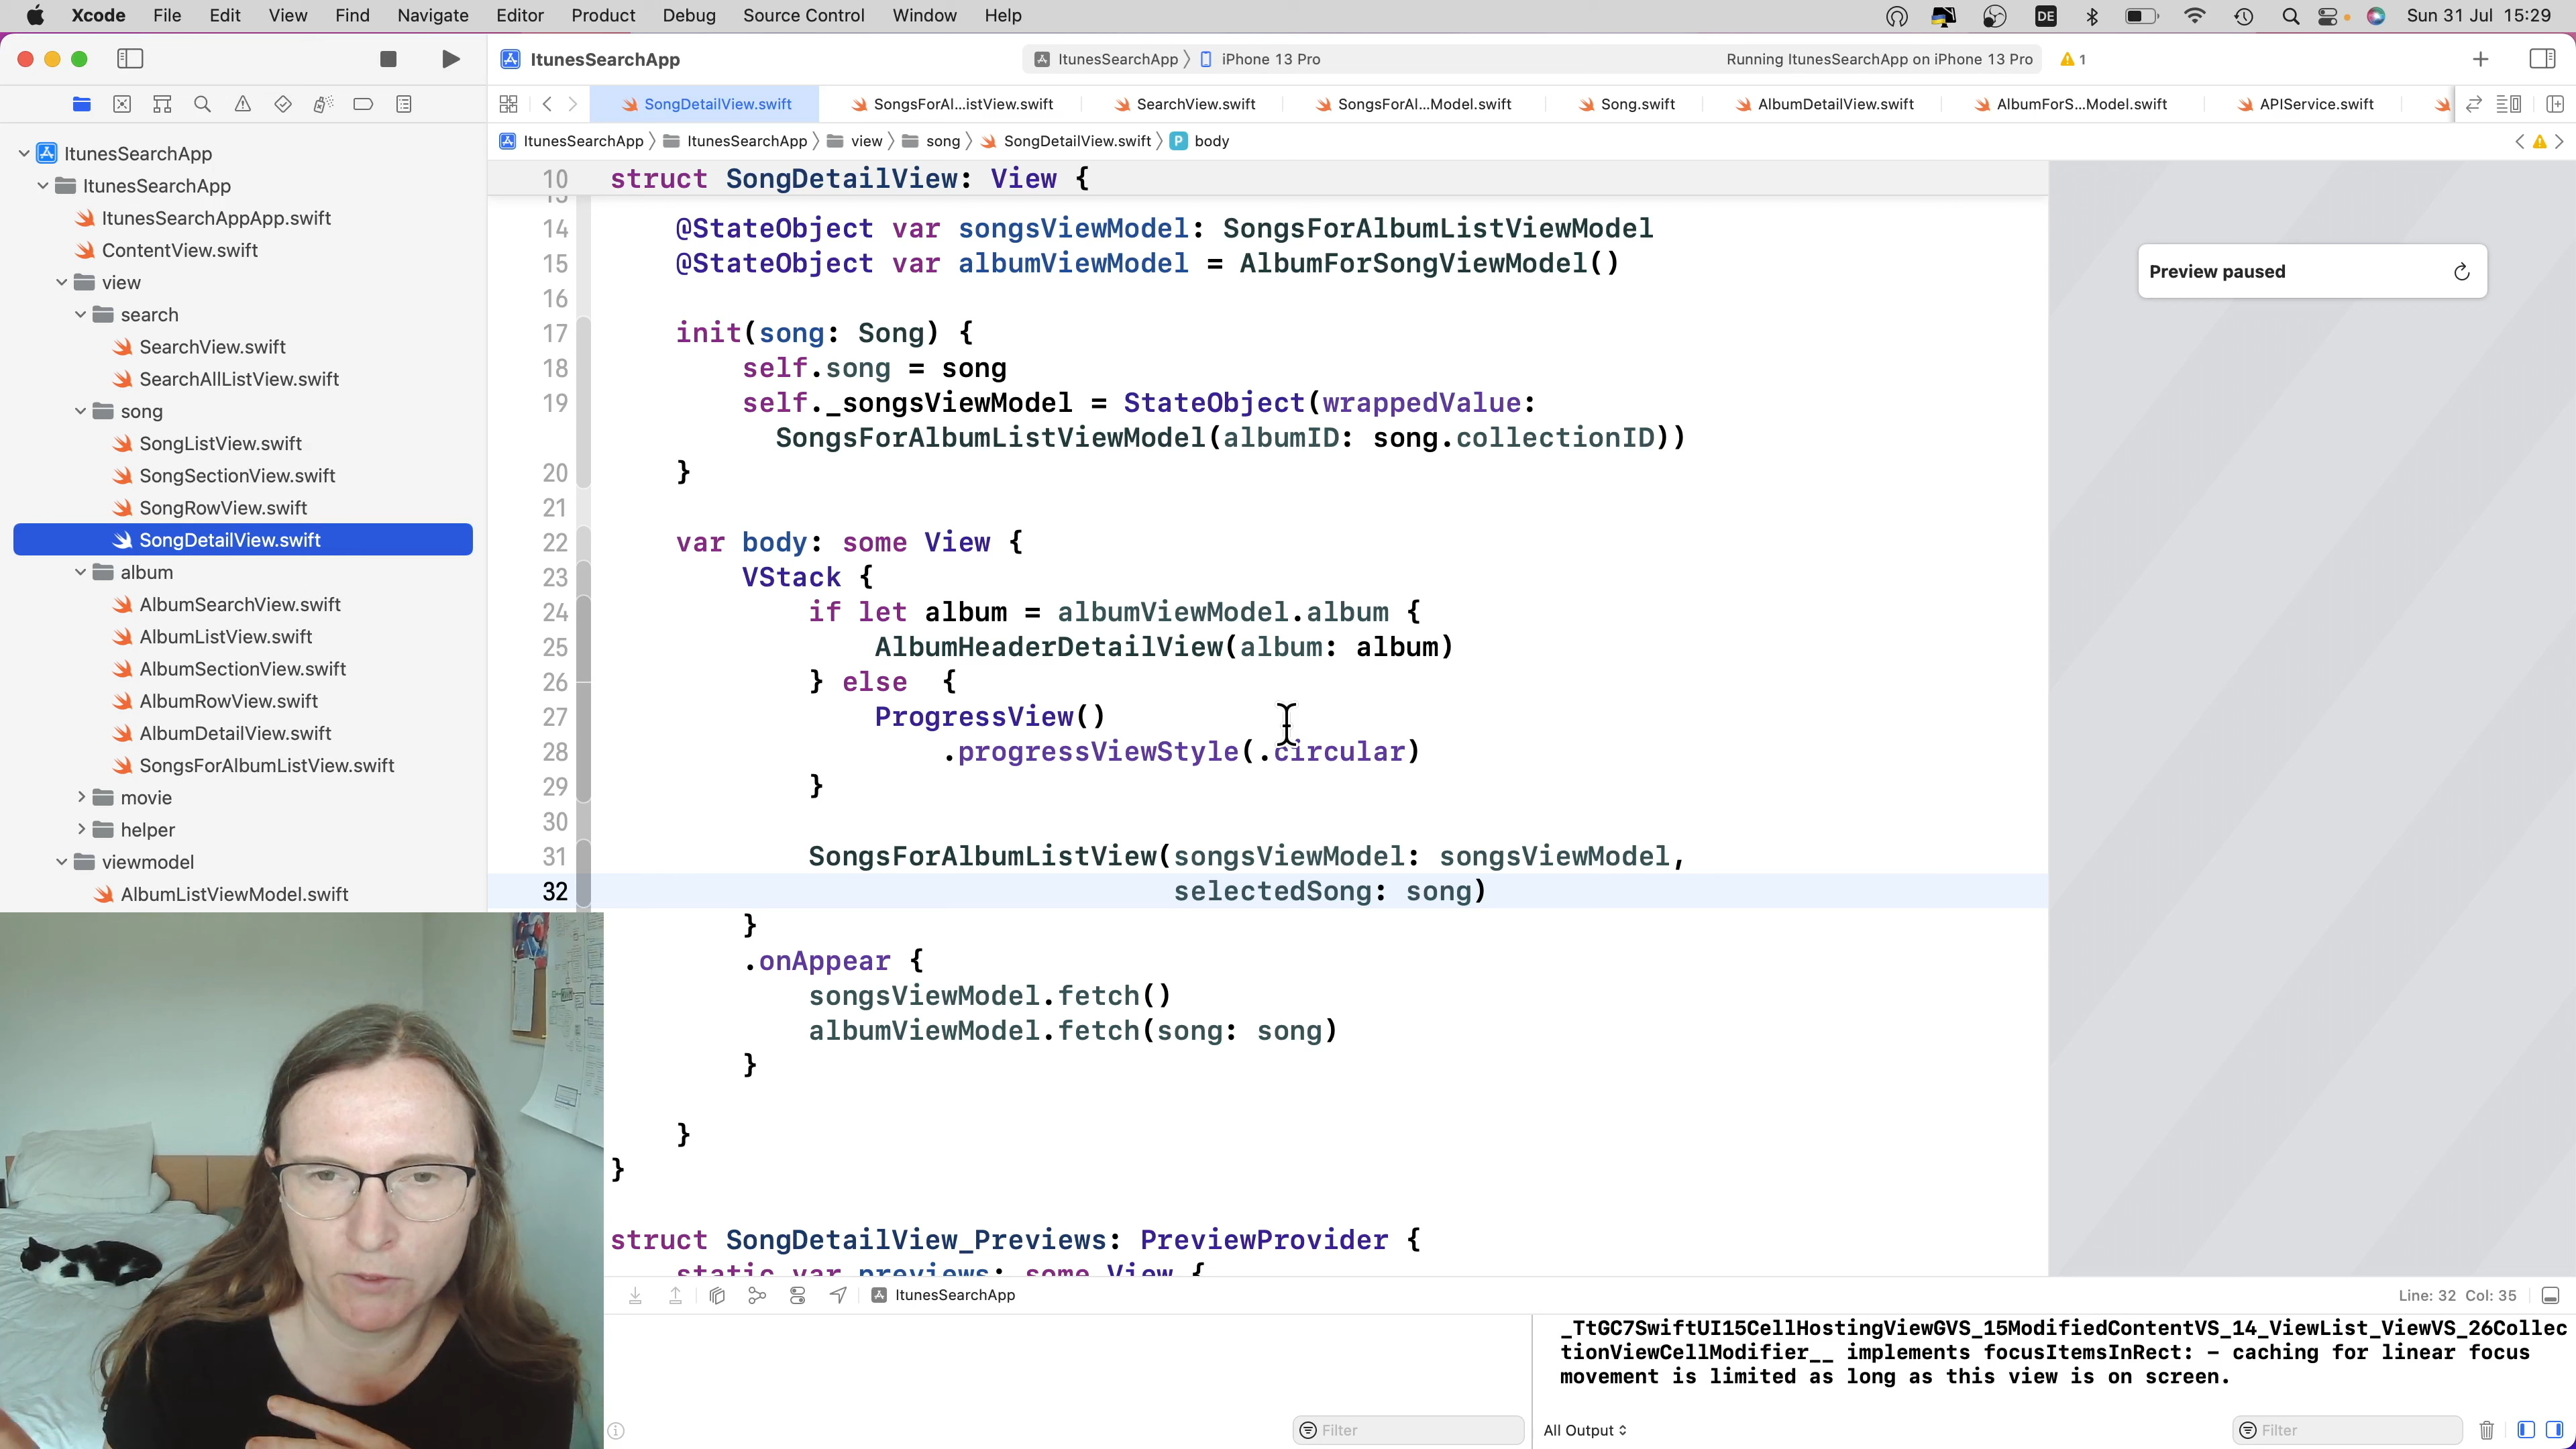 Xcode File Edit View Find Navigate Editor Product Debug Source Control Window Help DE Sun 31 Jul 15:29
ItunesSearchApp ItunesSearchApp iPhone 13 Pro Running ItunesSearchApp on iPhone 13 Pro 1
SongDetailView.swift SongsForAl...istView.swift SearchView.swift SongsForAl...Model.swift Song.swift AlbumDetailView.swift AlbumForS...Model.swift APIService.swift
ItunesSearchApp ItunesSearchApp view song SongDetailView.swift P body
ItunesSearchApp
ItunesSearchApp
ItunesSearchAppApp.swift
ContentView.swift
view
search
SearchView.swift
SearchAllListView.swift
song
SongListView.swift
SongSectionView.swift
SongRowView.swift
SongDetailView.swift
album
AlbumSearchView.swift
AlbumListView.swift
AlbumSectionView.swift
AlbumRowView.swift
AlbumDetailView.swift
SongsForAlbumListView.swift
movie
helper
viewmodel
AlbumListViewModel.swift
10 struct SongDetailView: View {
14 @StateObject var songsViewModel: SongsForAlbumListViewModel
15 @StateObject var albumViewModel = AlbumForSongViewModel()
16
17 init(song: Song) {
18 self.song = song
19 self._songsViewModel = StateObject(wrappedValue:
SongsForAlbumListViewModel(albumID: song.collectionID))
20 }
21
22 var body: some View {
23 VStack {
24 if let album = albumViewModel.album {
25 AlbumHeaderDetailView(album: album)
26 } else {
27 ProgressView()
28 .progressViewStyle(.circular)
29 }
30
31 SongsForAlbumListView(songsViewModel: songsViewModel,
32 selectedSong: song)
}
.onAppear {
songsViewModel.fetch()
albumViewModel.fetch(song: song)
}
}
}
struct SongDetailView_Previews: PreviewProvider {
static var previews: some View {
Preview paused
ItunesSearchApp Line: 32 Col: 35
_TtGC7SwiftUI15CellHostingViewGVS_15ModifiedContentVS_14_ViewList_ViewVS_26Collec
tionViewCellModifier__ implements focusItemsInRect: - caching for linear focus
movement is limited as long as this view is on screen.
Filter All Output Filter